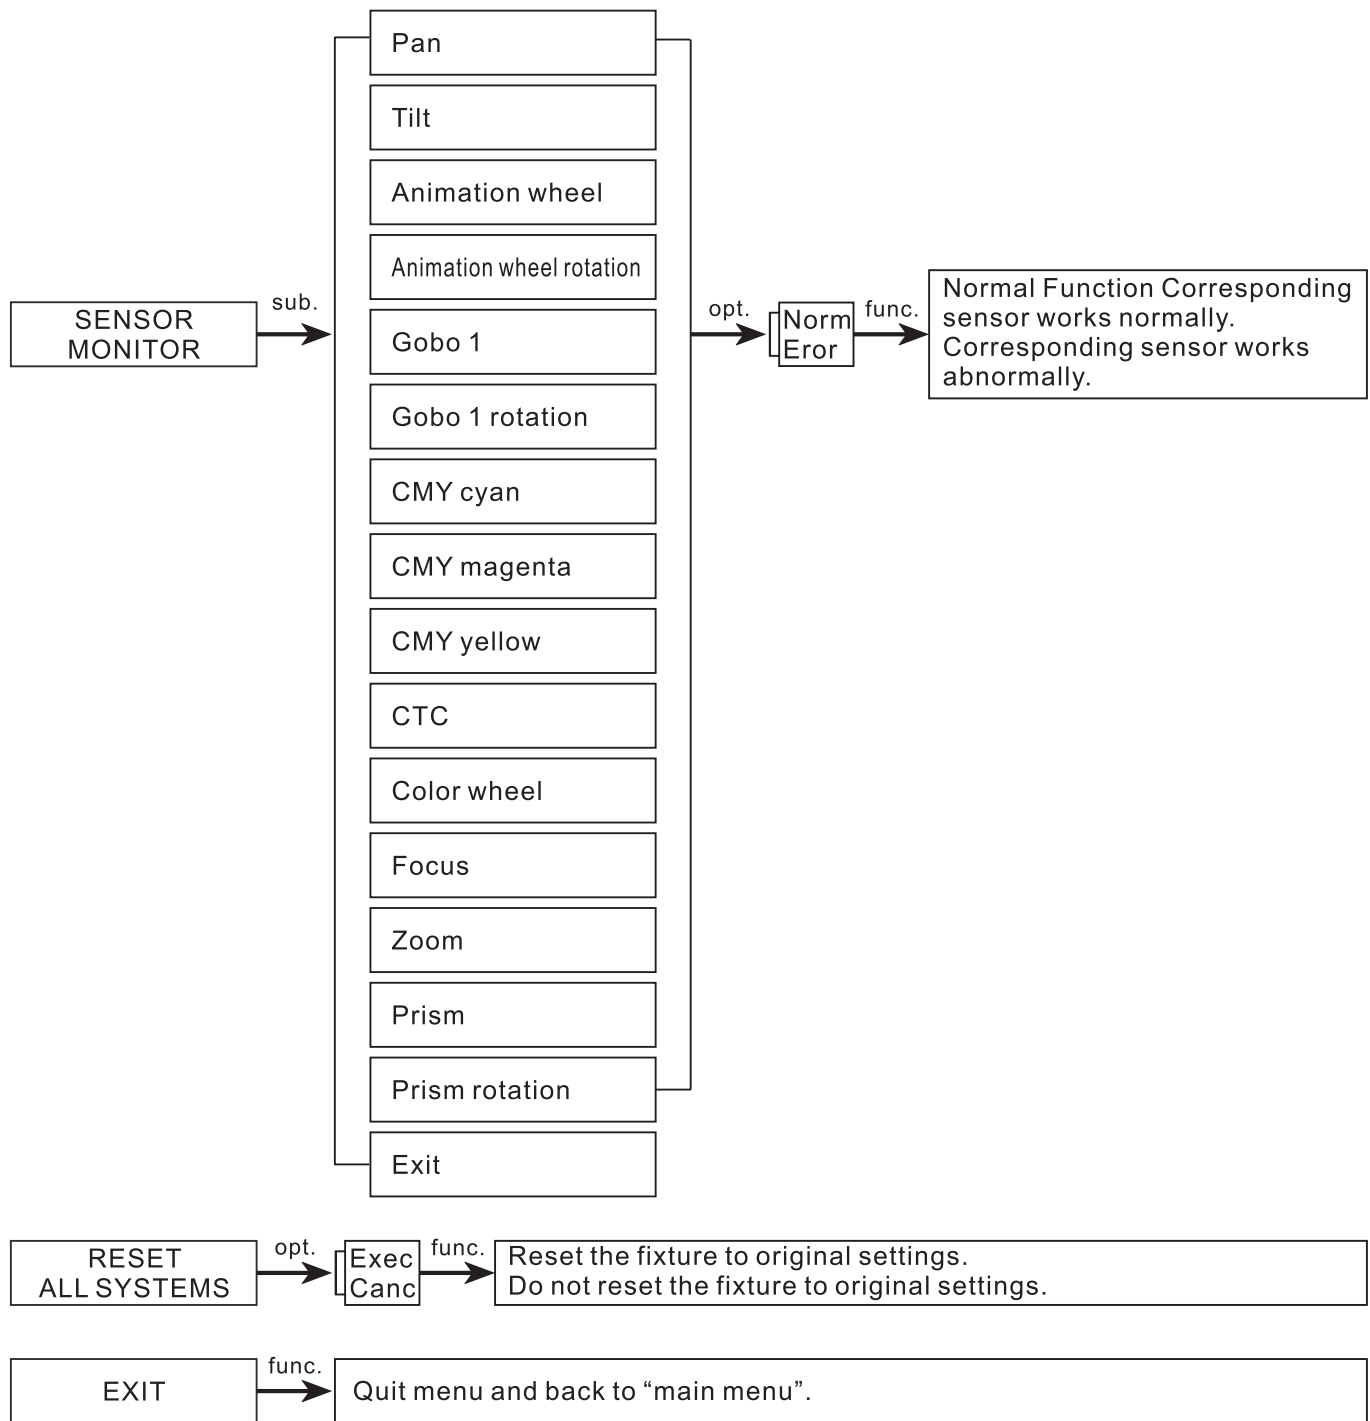 Pan
Tilt
Animation wheel
Animation wheel rotation
Gobo 1
Gobo 1 rotation
CMY cyan
CMY magenta
CMY yellow
CTC
Color wheel
Focus
Zoom
Prism
Prism rotation
Exit
SENSOR
MONITOR
sub.
opt.
Norm
Eror
func.
Normal Function Corresponding
sensor works normally.
Corresponding sensor works
abnormally.
RESET
ALL SYSTEMS
opt.
Exec
Canc
func.
Reset the fixture to original settings.
Do not reset the fixture to original settings.
EXIT
func.
Quit menu and back to “main menu”.